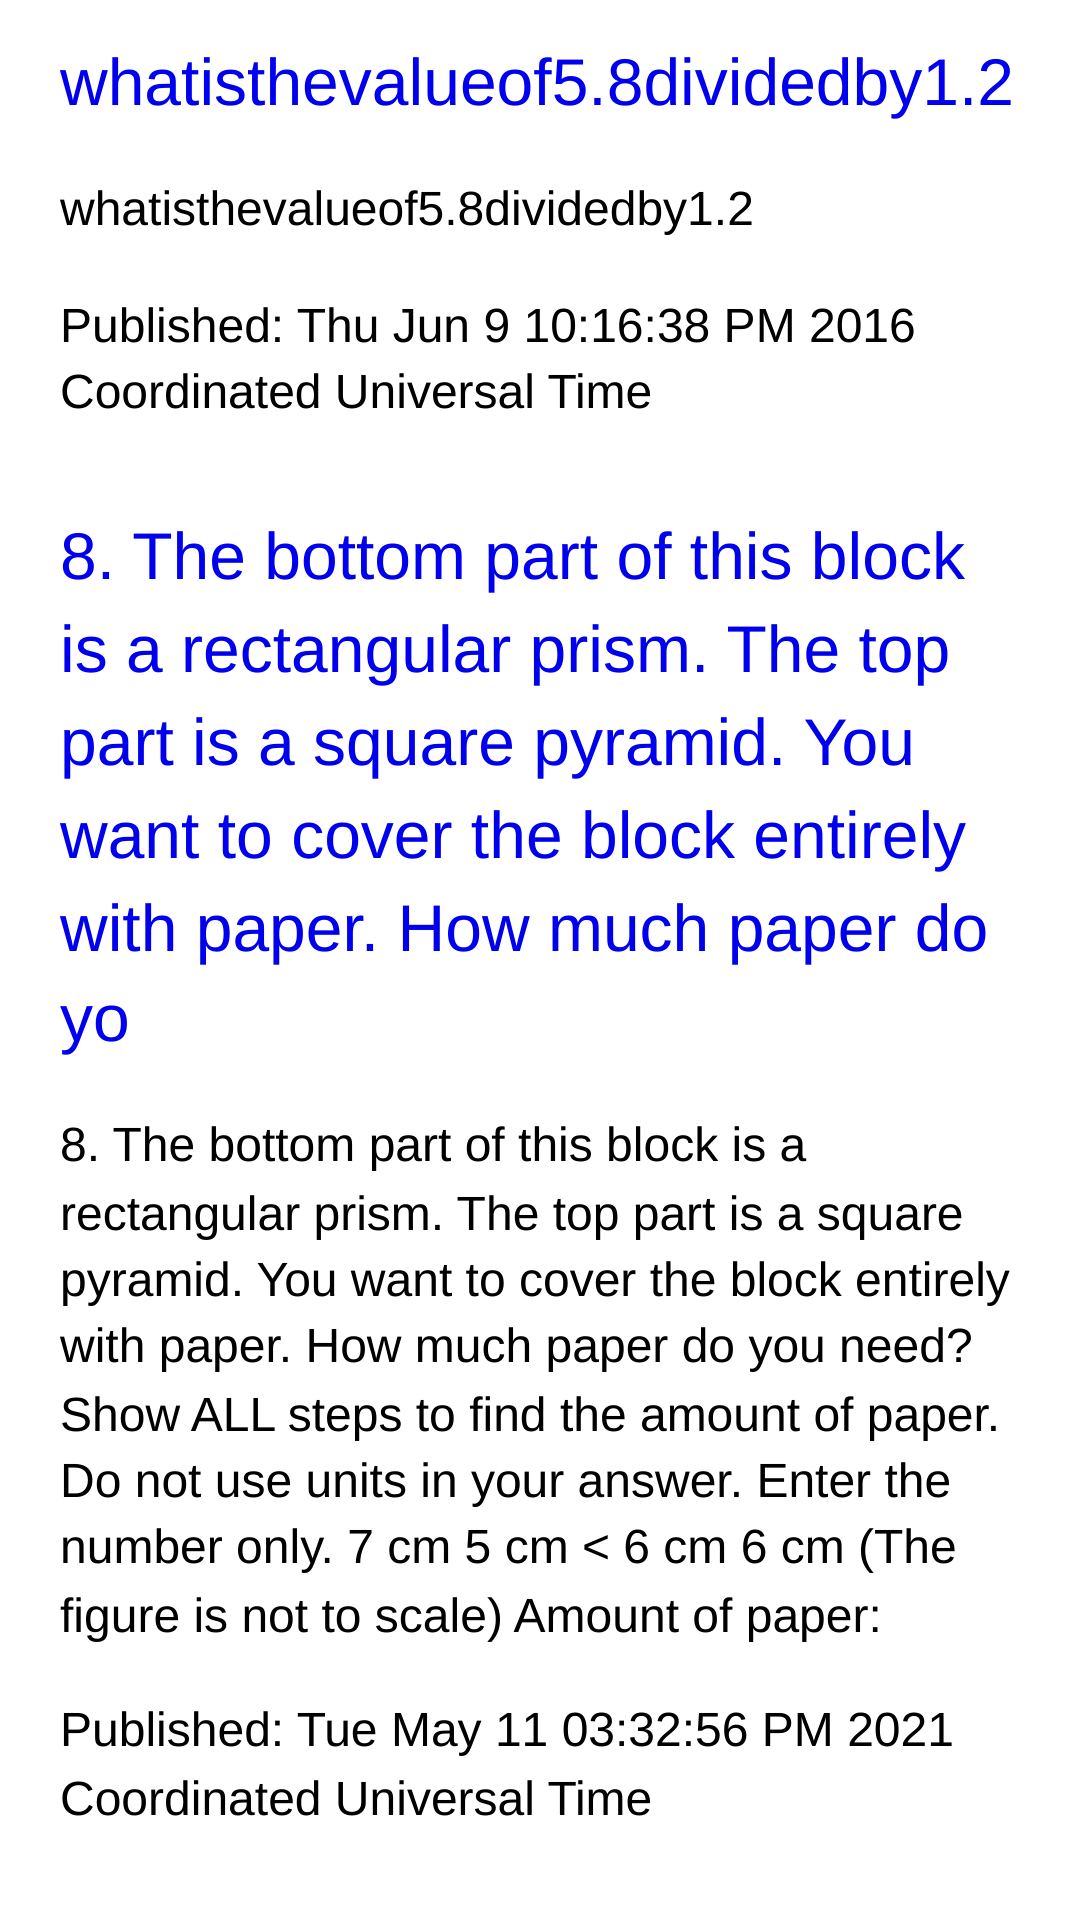 whatisthevalueof5.8dividedby1.2
whatisthevalueof5.8dividedby1.2
Published: Thu Jun 9 10:16:38 PM 2016
Coordinated Universal Time
8. The bottom part of this block
is a rectangular prism. The top
part is a square pyramid. You
want to cover the block entirely
with paper. How much paper do
yo
8. The bottom part of this block is a
rectangular prism. The top part is a square
pyramid. You want to cover the block entirely
with paper. How much paper do you need?
Show ALL steps to find the amount of paper.
Do not use units in your answer. Enter the
number only. 7 cm 5 cm < 6 cm 6 cm (The
figure is not to scale) Amount of paper:
Published: Tue May 11 03:32:56 PM 2021
Coordinated Universal Time